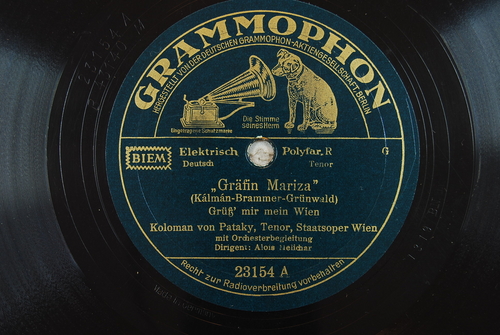 GRAMMOPHON
HERGESTELLT VON DER DEUTSCHEN GRAMMOPHON-AKTIENGESELLSCHAFT, BERLIN
Die Stimme
seines Herrn
Eingetragene Schutzmarke
BIEM Elektrisch Polyfar. R G
Deutsch Tenor
„Gräfin Mariza"
(Kálmán-Brammer-Grünwald)
Grüß' mir mein Wien
Koloman von Pataky, Tenor, Staatsoper Wien
mit Orchesterbegleitung
Dirigent: Alois Melichar
23154 A
Recht zur Radioverbreitung vorbehalten